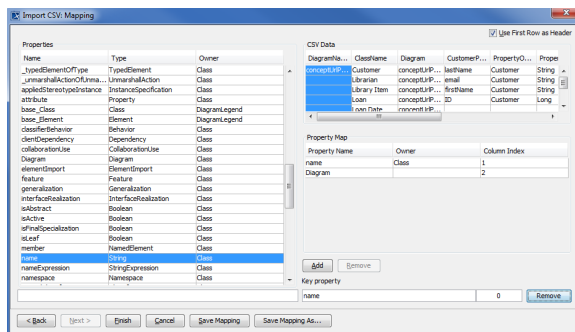 Import CSV: Mapping
Use First Row as Header
Properties
Name Type Owner
_typedElementOfType TypedElement Class
_unmarshallActionOfUnma... UnmarshallAction Class
appliedStereotypeInstance InstanceSpecification Class
attribute Property Class
base_Class Class DiagramLegend
base_Element Element DiagramLegend
classifierBehavior Behavior Class
clientDependency Dependency Class
collaborationUse CollaborationUse Class
Diagram Diagram Class
elementImport ElementImport Class
feature Feature Class
generalization Generalization Class
interfaceRealization InterfaceRealization Class
isAbstract Boolean Class
isActive Boolean Class
isFinalSpecialization Boolean Class
isLeaf Boolean Class
member NamedElement Class
name String Class
nameExpression StringExpression Class
namespace Namespace Class
CSV Data
DiagramNa... ClassName Diagram CustomerP... PropertyO... Proper
conceptUrlP... Customer conceptUrlP... lastName Customer String
Librarian conceptUrlP... email Customer String
Library Item conceptUrlP... firstName Customer String
Loan conceptUrlP... ID Customer Long
Loan Date conceptUrlP...
Property Map
Property Name Owner Column Index
name Class 1
Diagram 2
Add Remove
Key property
name 0 Remove
< Back Next > Finish Cancel Save Mapping Save Mapping As...